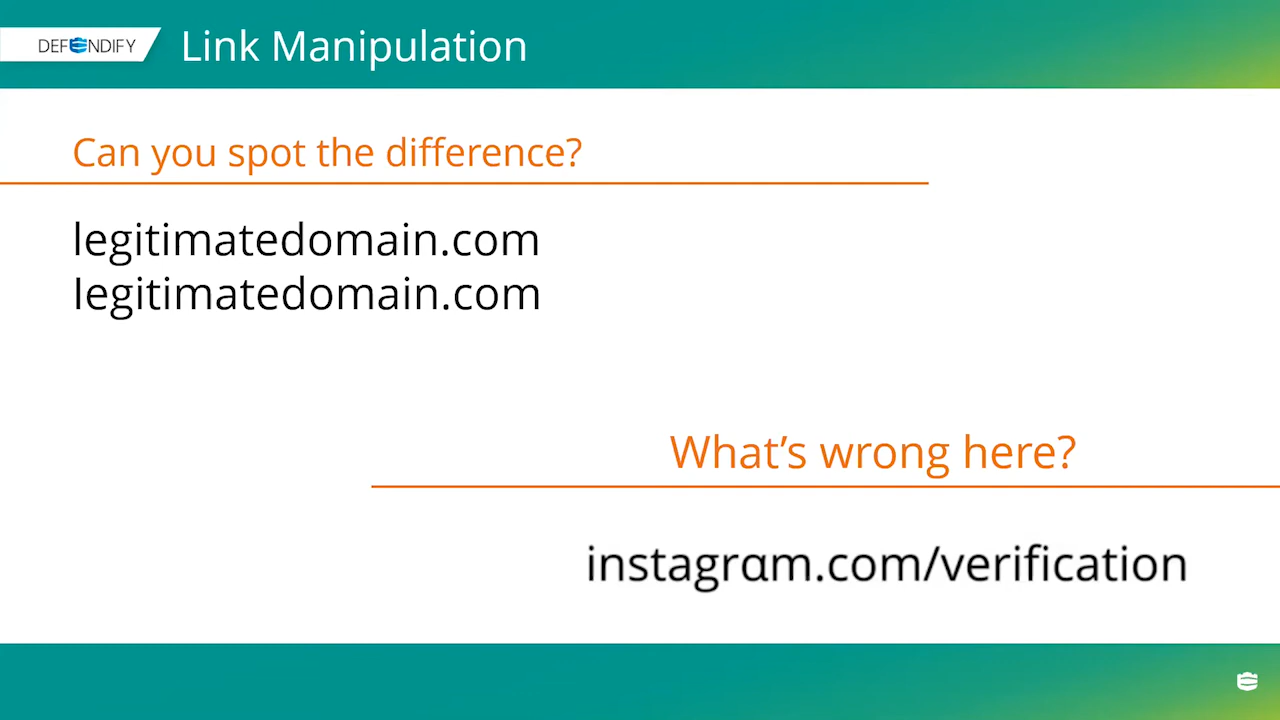 DEFENDIFY
Link Manipulation
Can you spot the difference?
legitimatedomain.com
Iegitimatedomain.com
What’s wrong here?
instagrɑm.com/verification